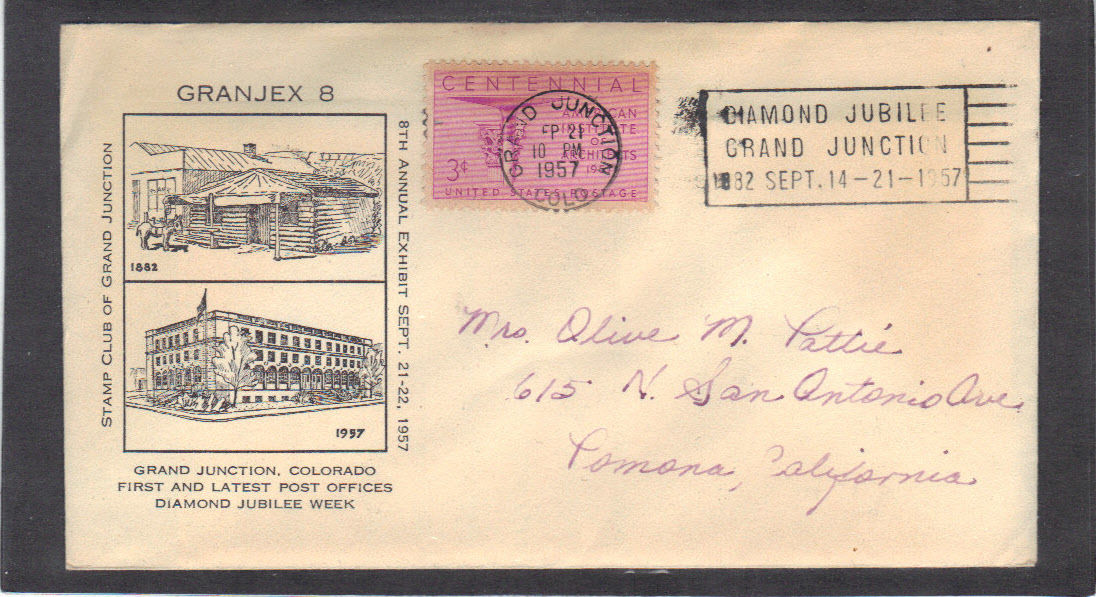 GRANJEX 8
STAMP CLUB OF GRAND JUNCTION
8TH ANNUAL EXHIBIT SEPT. 21-22, 1957
1882
1957
GRAND JUNCTION, COLORADO
FIRST AND LATEST POST OFFICES
DIAMOND JUBILEE WEEK
CENTENNIAL
AMERICAN
INSTITUTE
OF
ARCHITECTS
3¢
UNITED STATES POSTAGE
GRAND JUNCTION
21
10 PM
1957
COLO
DIAMOND JUBILEE
GRAND JUNCTION
1882 SEPT. 14-21-1957
Mrs. Olive M. Pattie
615 N. San Antonio Ave.
Pomona, California